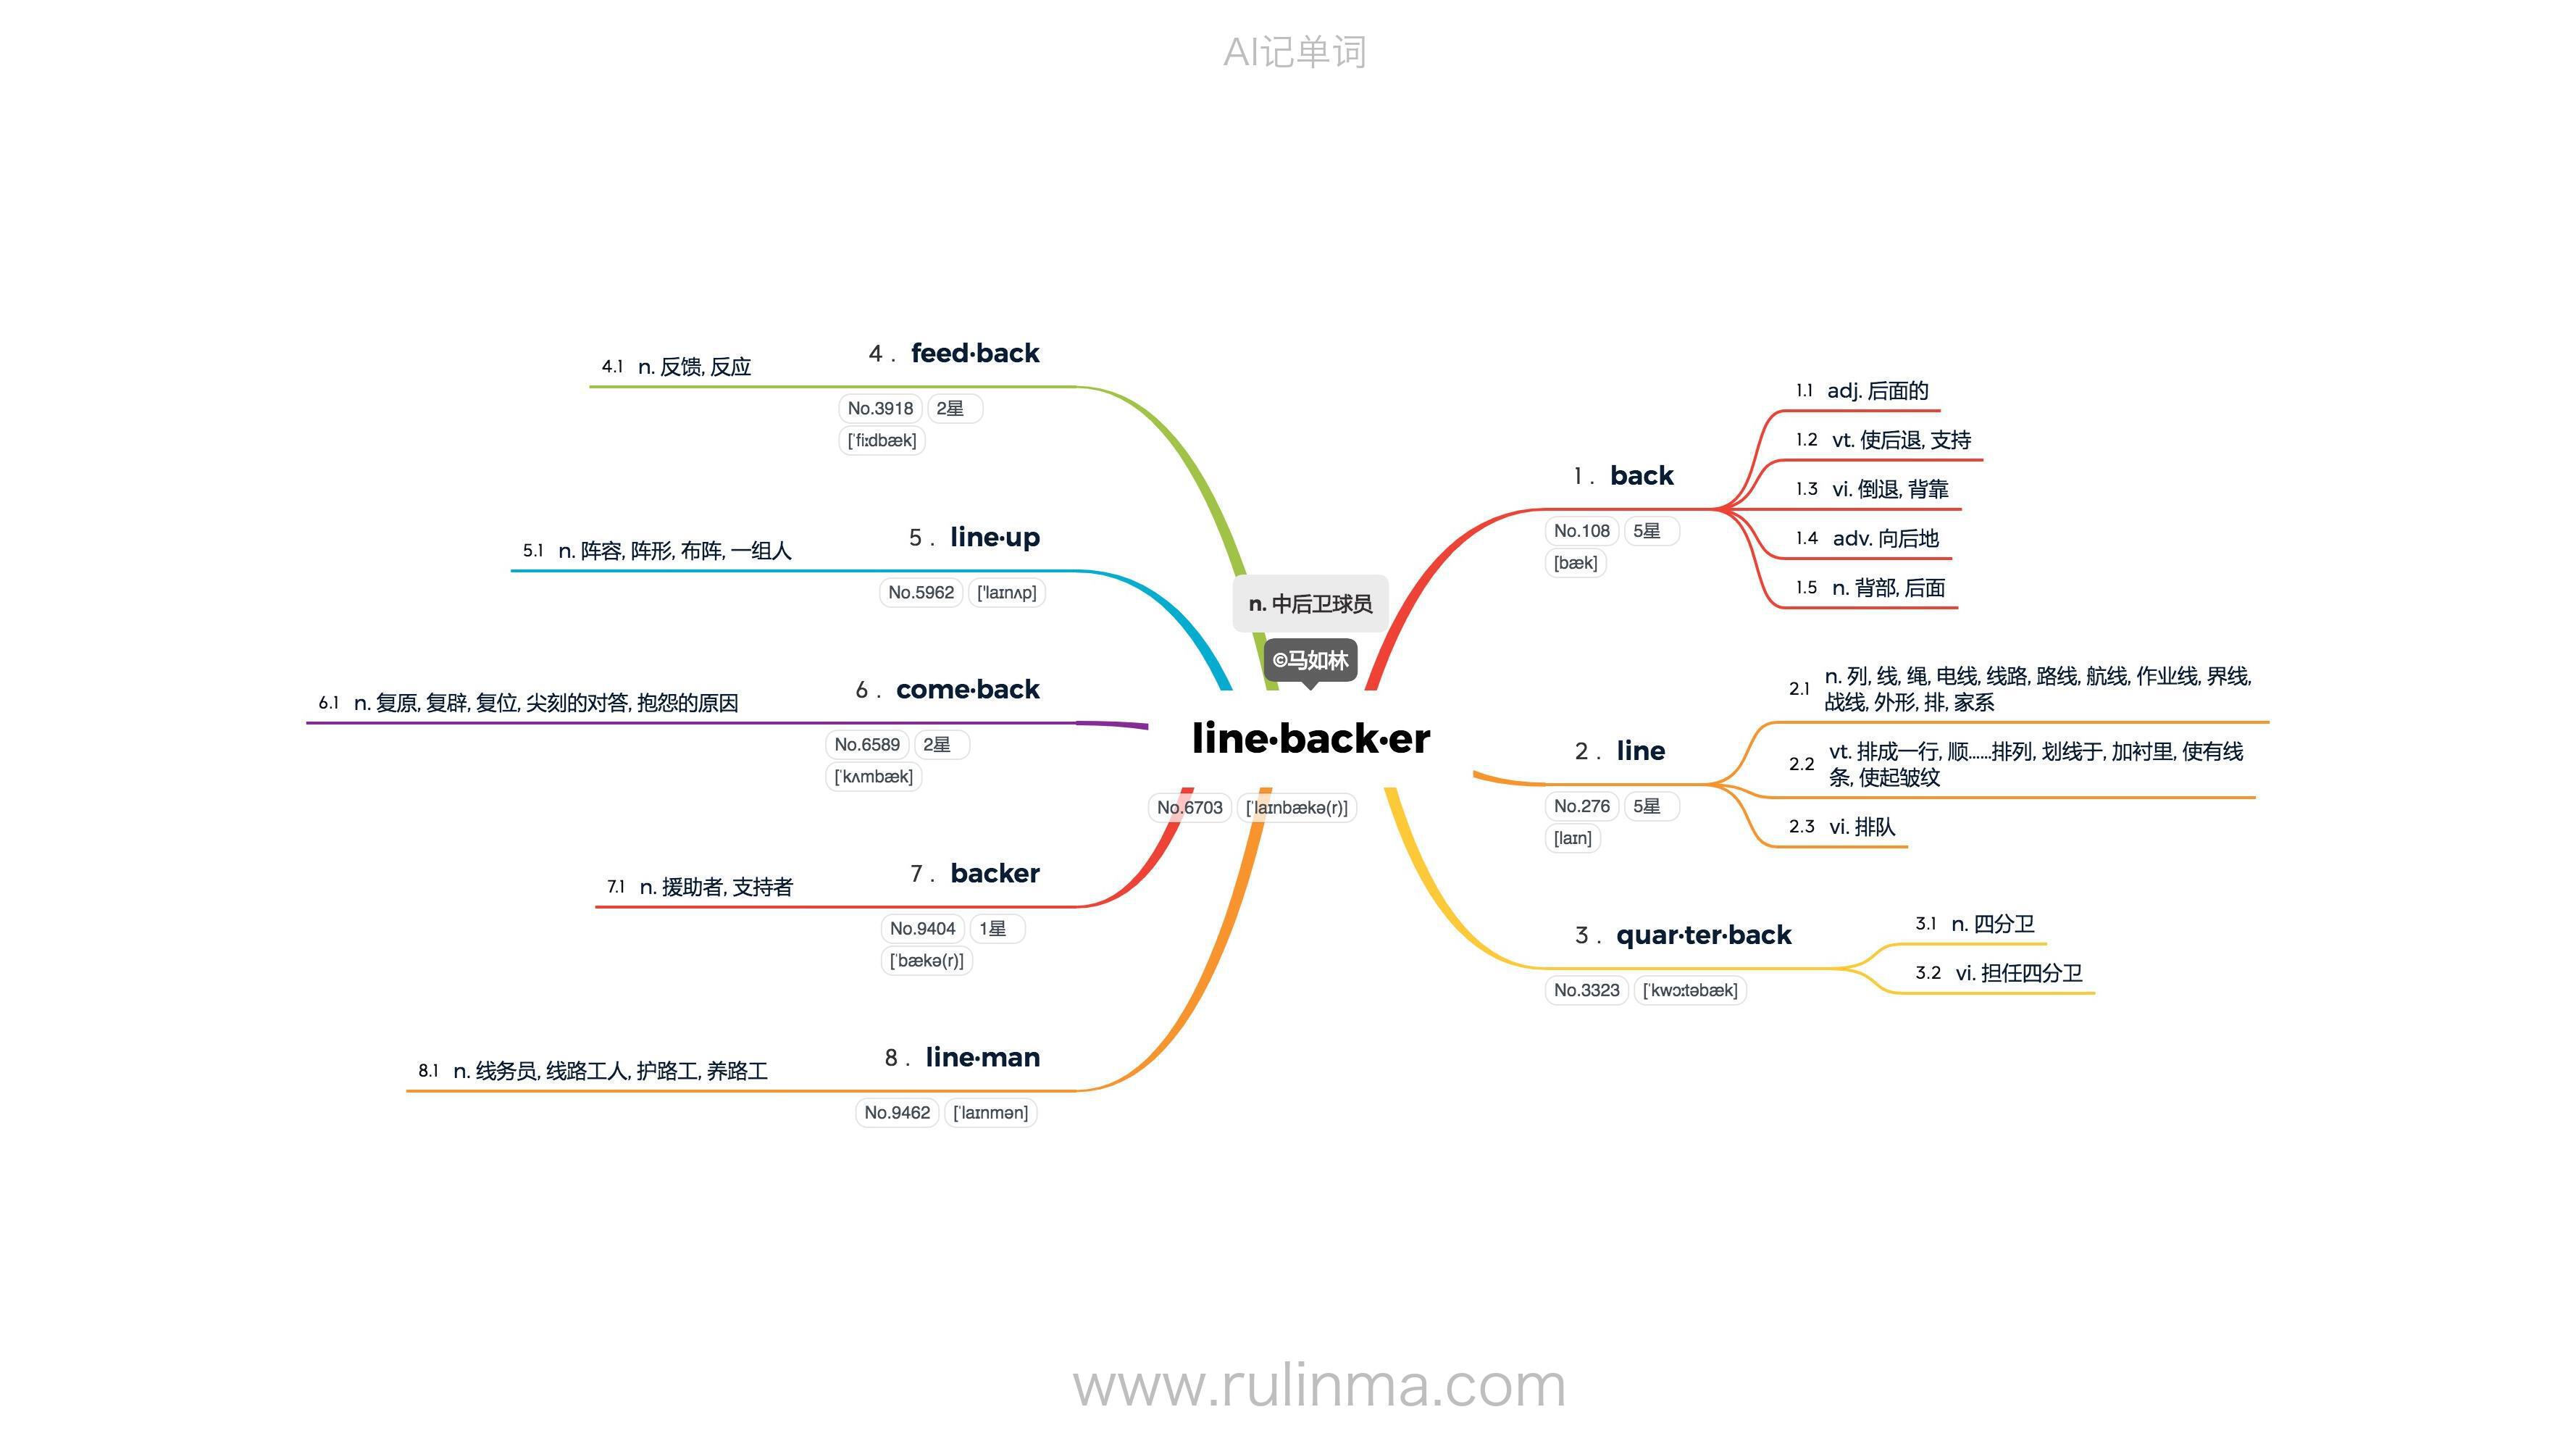 AI记单词
n. 中后卫球员
©马如林
line·back·er
No.6703 [ˈlaɪnbækə(r)]
1 . back
No.108 5星
[bæk]
1.1 adj. 后面的
1.2 vt. 使后退, 支持
1.3 vi. 倒退, 背靠
1.4 adv. 向后地
1.5 n. 背部, 后面
2 . line
No.276 5星
[laɪn]
2.1 n. 列, 线, 绳, 电线, 线路, 路线, 航线, 作业线, 界线,
战线, 外形, 排, 家系
2.2 vt. 排成一行, 顺……排列, 划线于, 加衬里, 使有线
条, 使起皱纹
2.3 vi. 排队
3 . quar·ter·back
No.3323 [ˈkwɔːtəbæk]
3.1 n. 四分卫
3.2 vi. 担任四分卫
4 . feed·back
No.3918 2星
[ˈfiːdbæk]
4.1 n. 反馈, 反应
5 . line·up
No.5962 ['laɪnʌp]
5.1 n. 阵容, 阵形, 布阵, 一组人
6 . come·back
No.6589 2星
[ˈkʌmbæk]
6.1 n. 复原, 复辟, 复位, 尖刻的对答, 抱怨的原因
7 . backer
No.9404 1星
[ˈbækə(r)]
7.1 n. 援助者, 支持者
8 . line·man
No.9462 [ˈlaɪnmən]
8.1 n. 线务员, 线路工人, 护路工, 养路工
www.rulinma.com